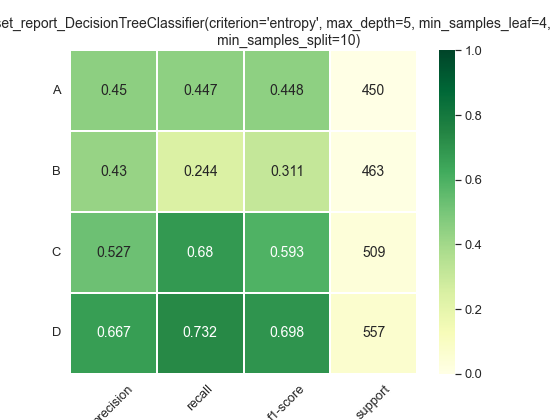 set_report_DecisionTreeClassifier(criterion='entropy', max_depth=5, min_samples_leaf=4,
min_samples_split=10)
1.0
A 0.45 0.447 0.448 450
0.8
B 0.43 0.244 0.311 463
0.6
0.4
C 0.527 0.68 0.593 509
0.2
D 0.667 0.732 0.698 557
0.0
recision recall f1-score support